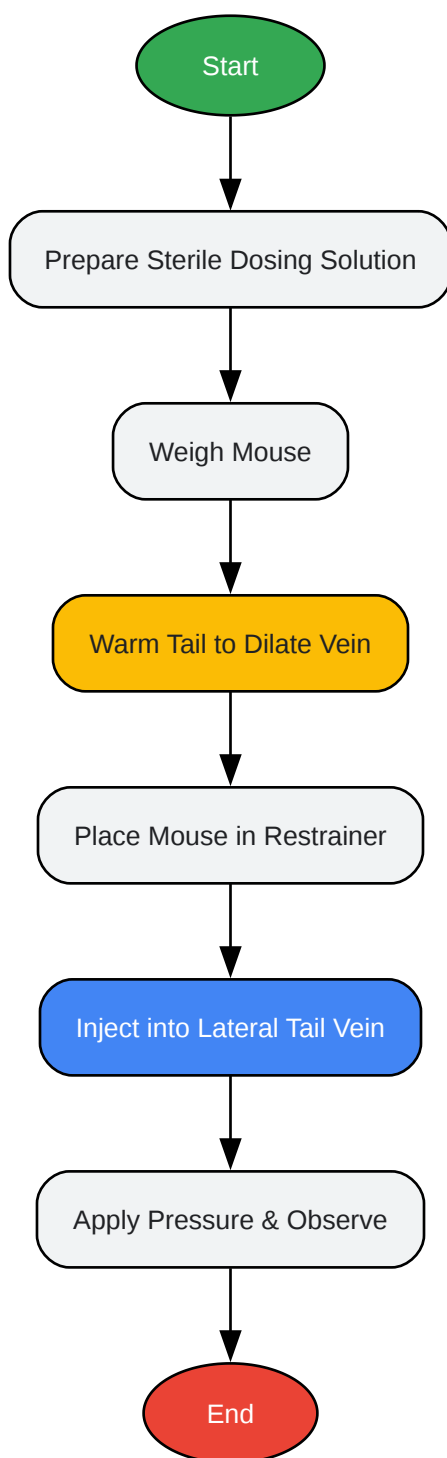 Start
Prepare Sterile Dosing Solution
Weigh Mouse
Warm Tail to Dilate Vein
Place Mouse in Restrainer
Inject into Lateral Tail Vein
Apply Pressure & Observe
End